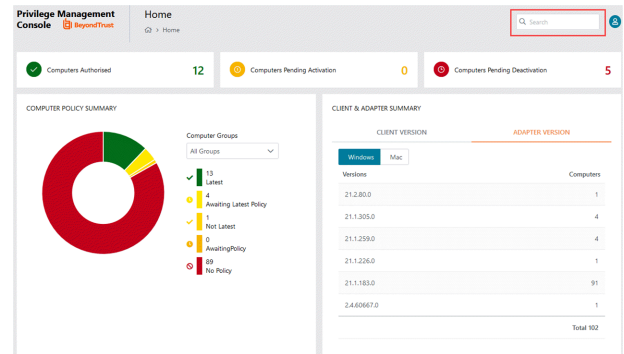 Privilege Management
Console BeyondTrust
Home
> Home
Search
Computers Authorised 12
Computers Pending Activation 0
Computers Pending Deactivation 5
COMPUTER POLICY SUMMARY
Computer Groups
All Groups
13
Latest
4
Awaiting Latest Policy
1
Not Latest
0
AwaitingPolicy
89
No Policy
CLIENT & ADAPTER SUMMARY
CLIENT VERSION ADAPTER VERSION
Windows Mac
Versions Computers
21.2.80.0 1
21.1.305.0 4
21.1.259.0 4
21.1.226.0 1
21.1.183.0 91
2.4.60667.0 1
Total 102